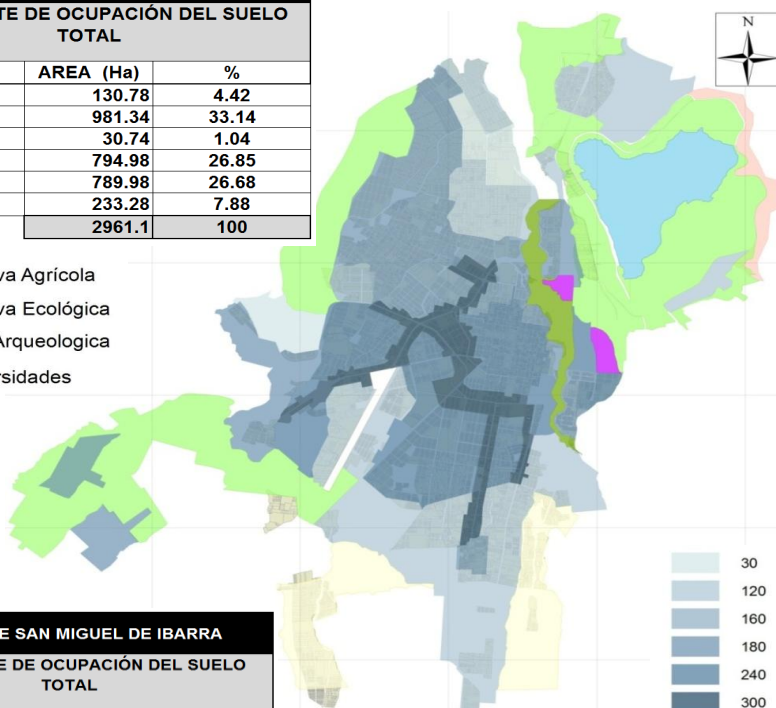 TE DE OCUPACIÓN DEL SUELO
TOTAL
AREA (Ha) %
130.78 4.42
981.34 33.14
30.74 1.04
794.98 26.85
789.98 26.68
233.28 7.88
2961.1 100
N
va Agrícola
va Ecológica
Arqueologica
rsidades
30
120
160
180
240
300
E SAN MIGUEL DE IBARRA
E DE OCUPACIÓN DEL SUELO
TOTAL